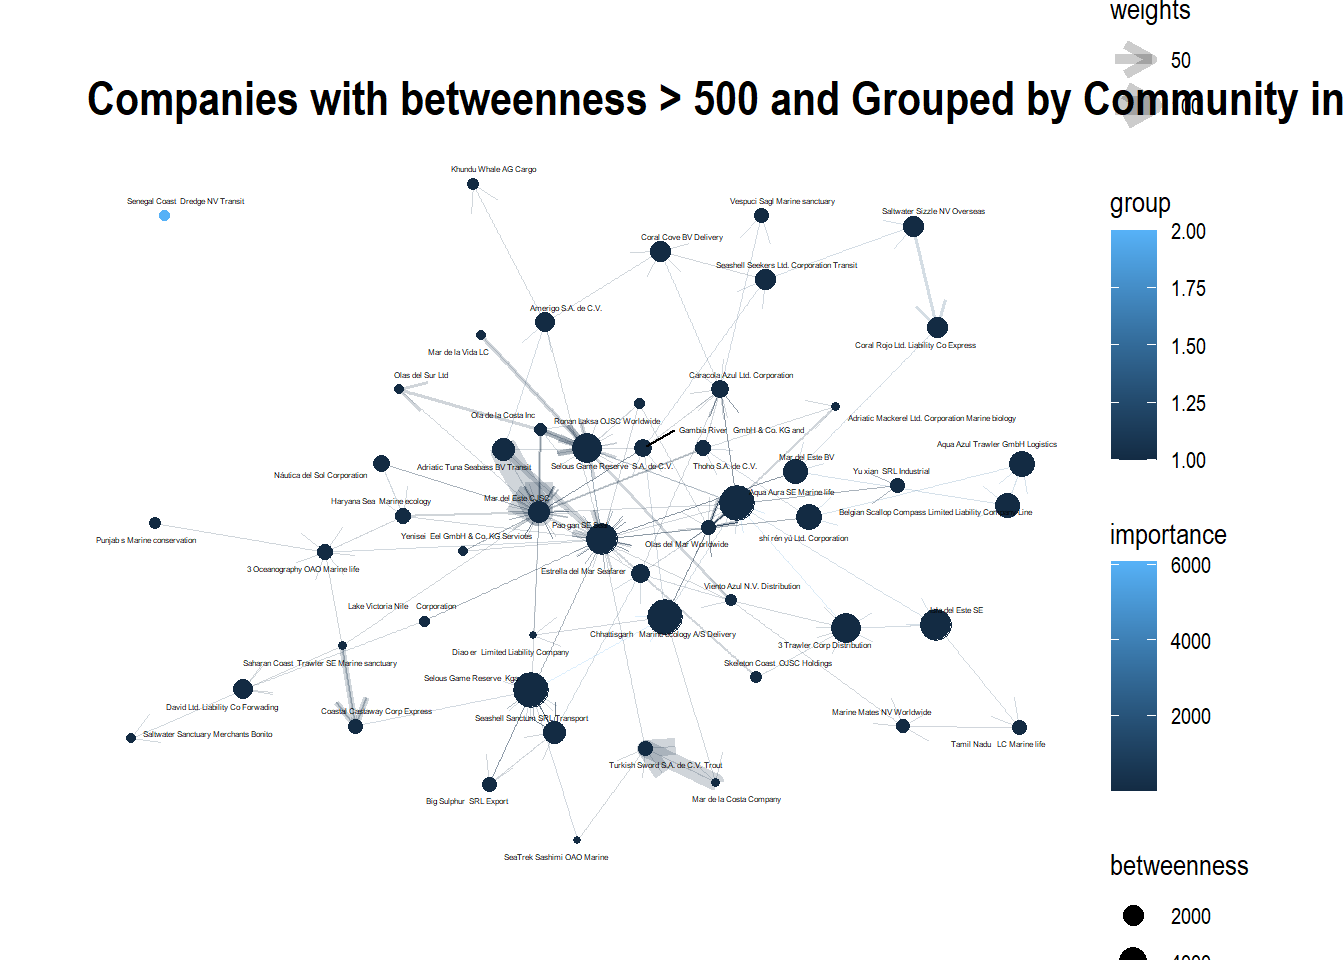 weights
50
Companies with betweenness > 500 and Grouped by Community in
Khundu Whale AG Cargo
Senegal Coast Dredge NV Transit
Vespuci Sagl Marine sanctuary
group
Saltwater Sizzle NV Overseas
2.00
Coral Cove BV Delivery
Seashell Seekers Ltd. Corporation Transit
1.75
Amerigo S.A. de C.V.
Coral Rojo Ltd. Liability Co Express
1.50
Mar de la Vida LC
Olas del Sur Ltd
Caracola Azul Ltd. Corporation
1.25
Ola de la Costa Inc
Ronan Laksa OJSC Worldwide
Adriatic Mackerel Ltd. Corporation Marine biology
Gambia River GmbH & Co. KG and
Aqua Azul Trawler GmbH Logistics
1.00
Adriatic Tuna Seabass BV Transit
Selous Game Reserve S.A. de C.V.
Thoho S.A. de C.V.
Mar del Este BV
Náutica del Sol Corporation
Yu xian SRL Industrial
Mar del Este CJSC
Aqua Aura SE Marine life
Haryana Sea Marine ecology
Belgian Scallop Compass Limited Liability Company Line
Pao gan SE
Punjab s Marine conservation
Yenisei Eel GmbH & Co. KG Services
Olas del Mar Worldwide
shí rén yú Ltd. Corporation
importance
6000
3 Oceanography OAO Marine life
Estrella del Mar Seafarer
Viento Azul N.V. Distribution
Lake Victoria Nile Corporation
Isla del Este SE
Chhattisgarh Marine ecology A/S Delivery
4000
3 Trawler Corp Distribution
Diao er Limited Liability Company
Saharan Coast Trawler SE Marine sanctuary
Skeleton Coast OJSC Holdings
Selous Game Reserve
David Ltd. Liability Co Forwading
Coastal Castaway Corp Express
Seashell Sanctum SRL Transport
Marine Mates NV Worldwide
2000
Saltwater Sanctuary Merchants Bonito
Tamil Nadu LC Marine life
Turkish Sword S.A. de C.V. Trout
Big Sulphur SRL Export
Mar de la Costa Company
SeaTrek Sashimi OAO Marine
betweenness
2000
4000